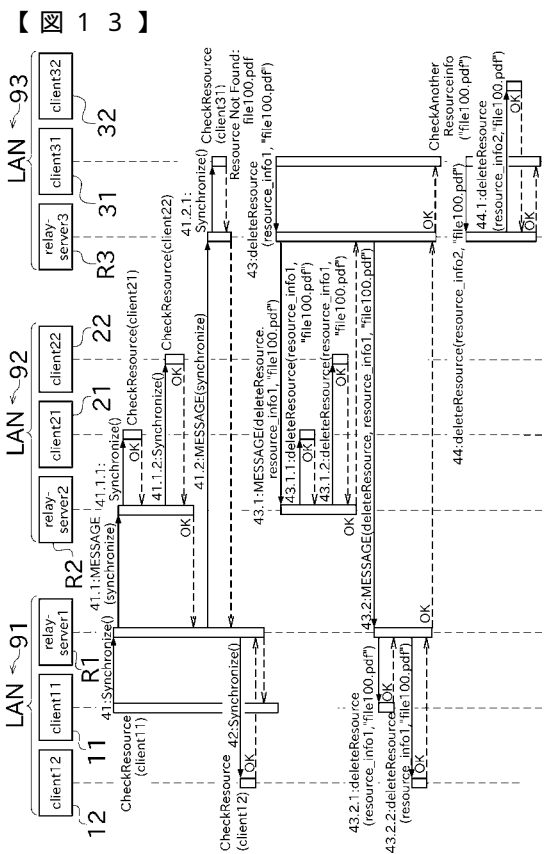 【図１３】
LAN 91
LAN 92
LAN 93
client12
client11
relay-
server1
relay-
server2
client21
client22
relay-
server3
client31
client32
12
11
R1
R2
21
22
R3
31
32
CheckResource
(client11)
41:Synchronize()
41.1:MESSAGE
(synchronize)
41.1.1:
Synchronize()
CheckResource(client21)
OK
41.1.2:Synchronize()
CheckResource(client22)
OK
OK
41.2:MESSAGE(synchronize)
41.2.1:
Synchronize()
CheckResource
(client31)
Resource Not Found:
file100.pdf
42:Synchronize()
CheckResource
(client12)
OK
43:deleteResource
(resource_info1, "file100.pdf")
43.1:MESSAGE(deleteResource.
resource_info1,"file100.pdf")
43.1.1:deleteResource(resource_info1,
"file100.pdf")
OK
43.1.2:deleteResource(resource_info1,
"file100.pdf")
OK
OK
43.2:MESSAGE(deleteResource, resource_info1, "file100.pdf")
43.2.1:deleteResource
(resource_info1,"file100.pdf")
OK
43.2.2:deleteResource
(resource_info1,"file100.pdf")
OK
OK
OK
CheckAnother
Resourceinfo
("file100.pdf")
44:deleteResource(resource_info2, "file100.pdf")
44.1:deleteResource
(resource_info2,"file100.pdf")
OK